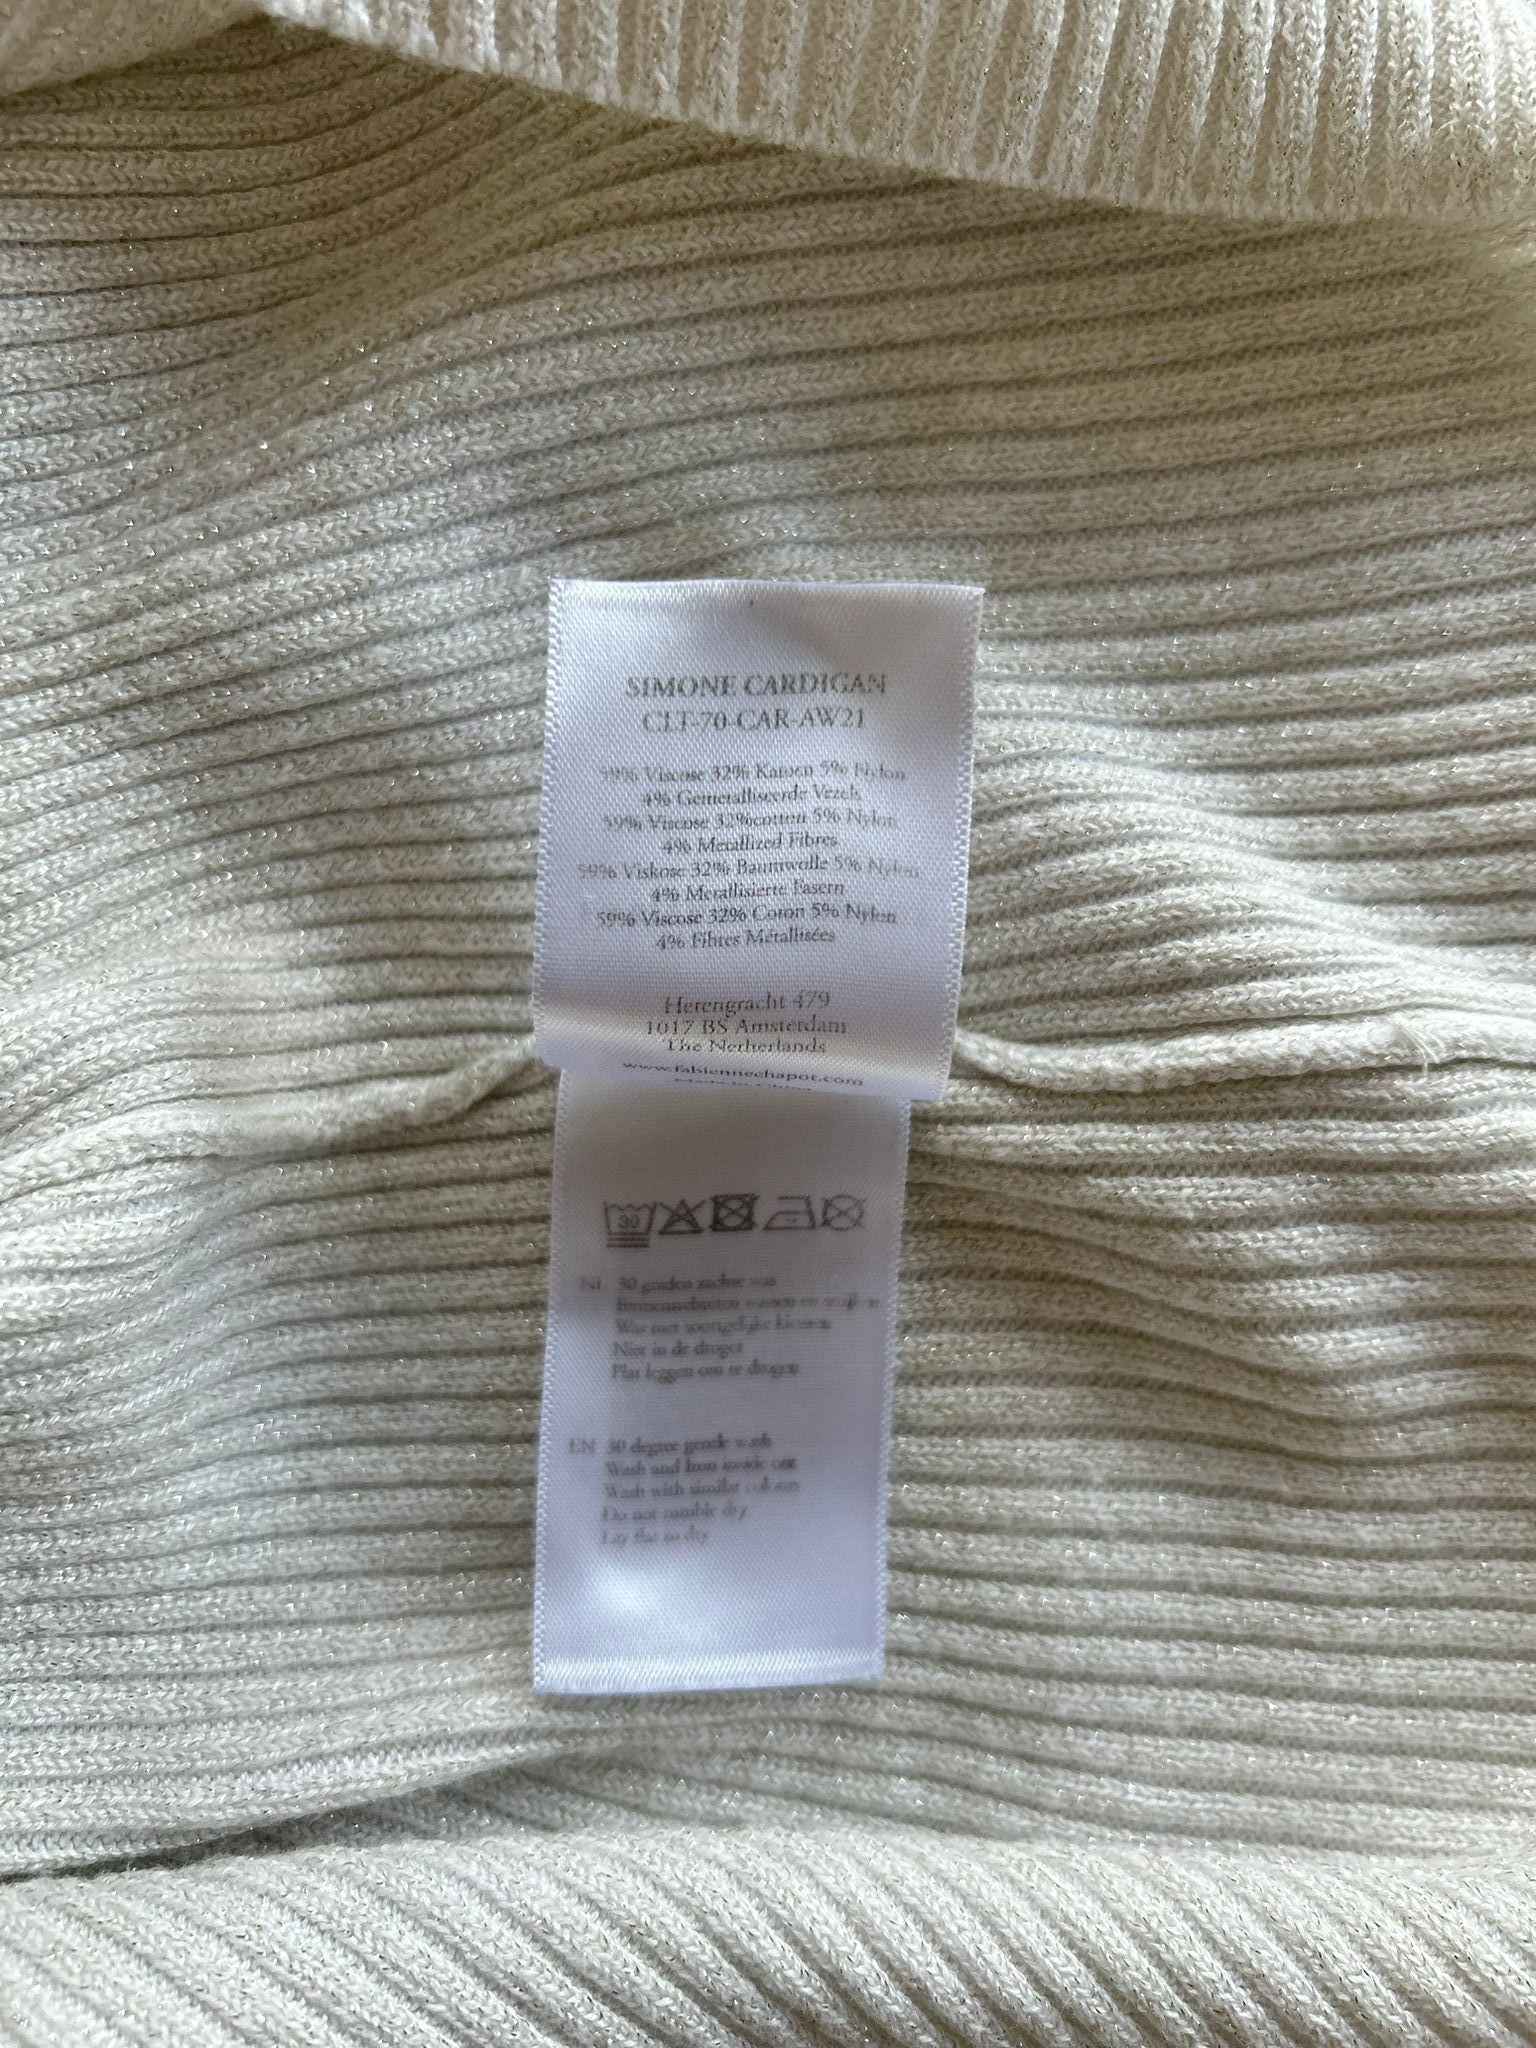 SIMONE CARDIGAN
CLT-70-CAR-AW21
59% Viscose 32% Katoen 5% Nylon
4% Gemetalliseerde Vezels
59% Viscose 32%cotten 5% Nylon
4% Metallized Fibres
59% Viskose 32% Baumwolle 5% Nylon
4% Metallisierte Fasern
59% Viscose 32% Coton 5% Nylon
4% Fibres Métallisées
Herengracht 479
1017 BS Amsterdam
The Netherlands
www.fabiennechapot.com
Made in China
30
NL 30 graden zachte was
Binnenstebuiten wassen en
Was met soortgelijke kleuren
Niet in de droger
Plat leggen om te drogen
EN 30 degree gentle wash
Wash and Iron inside out
Wash with similar colours
Do not tumble dry
Lay flat to dry